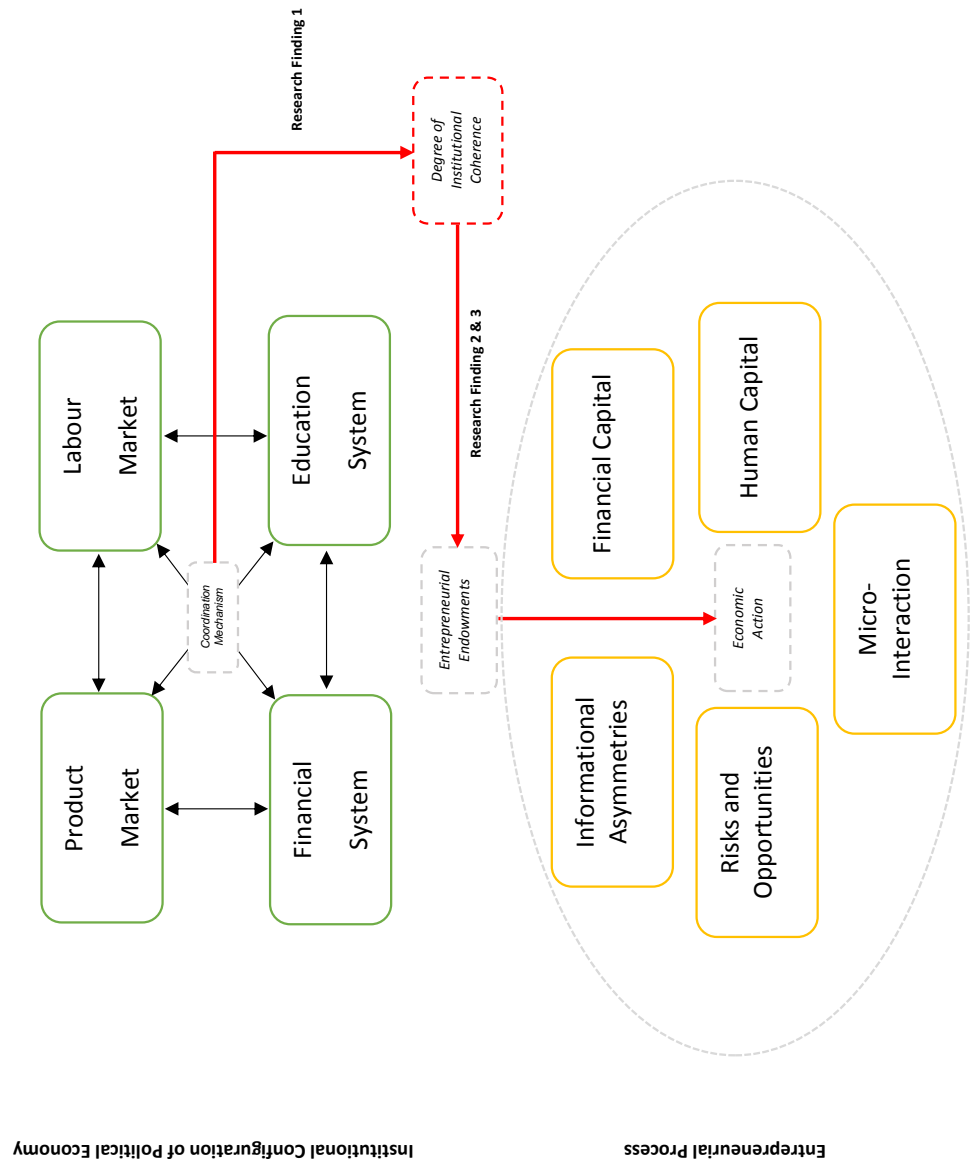 Institutional Configuration of Political Economy
Product
Market
Labour
Market
Coordination
Mechanism
Financial
System
Education
System
Research Finding 1
Degree of
Institutional
Coherence
Research Finding 2 & 3
Entrepreneurial
Endowments
Entrepreneurial Process
Informational
Asymmetries
Financial Capital
Risks and
Opportunities
Economic
Action
Human Capital
Micro-
Interaction